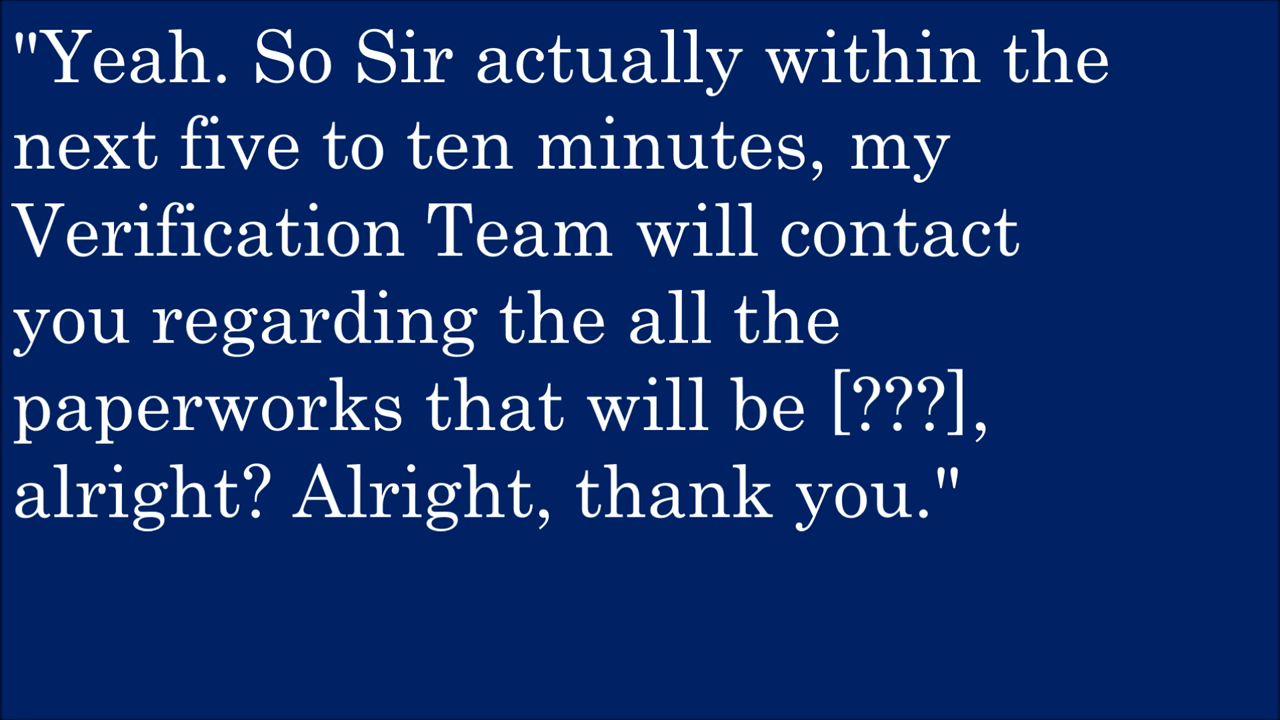 "Yeah. So Sir actually within the
next five to ten minutes, my
Verification Team will contact
you regarding the all the
paperworks that will be [???],
alright? Alright, thank you."